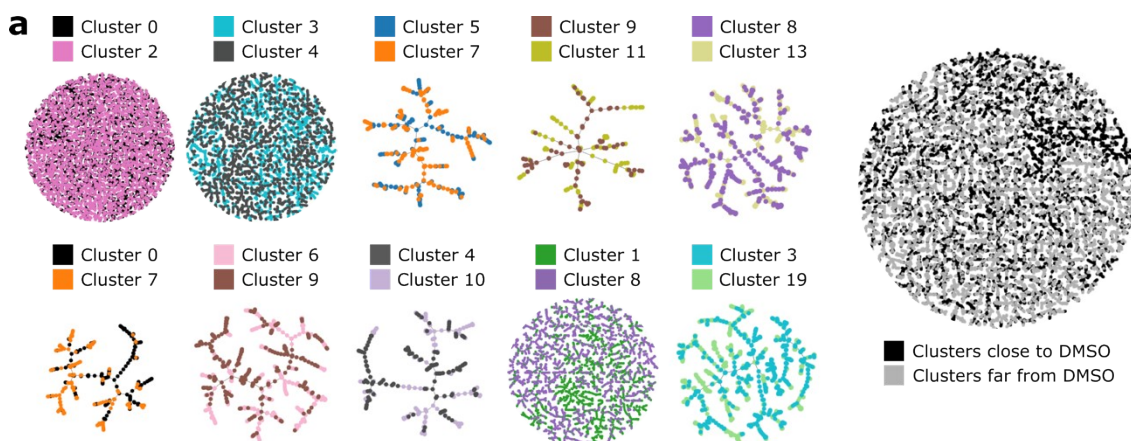 a
Cluster 0
Cluster 2
Cluster 3
Cluster 4
Cluster 5
Cluster 7
Cluster 9
Cluster 11
Cluster 8
Cluster 13
Cluster 0
Cluster 7
Cluster 6
Cluster 9
Cluster 4
Cluster 10
Cluster 1
Cluster 8
Cluster 3
Cluster 19
Clusters close to DMSO
Clusters far from DMSO